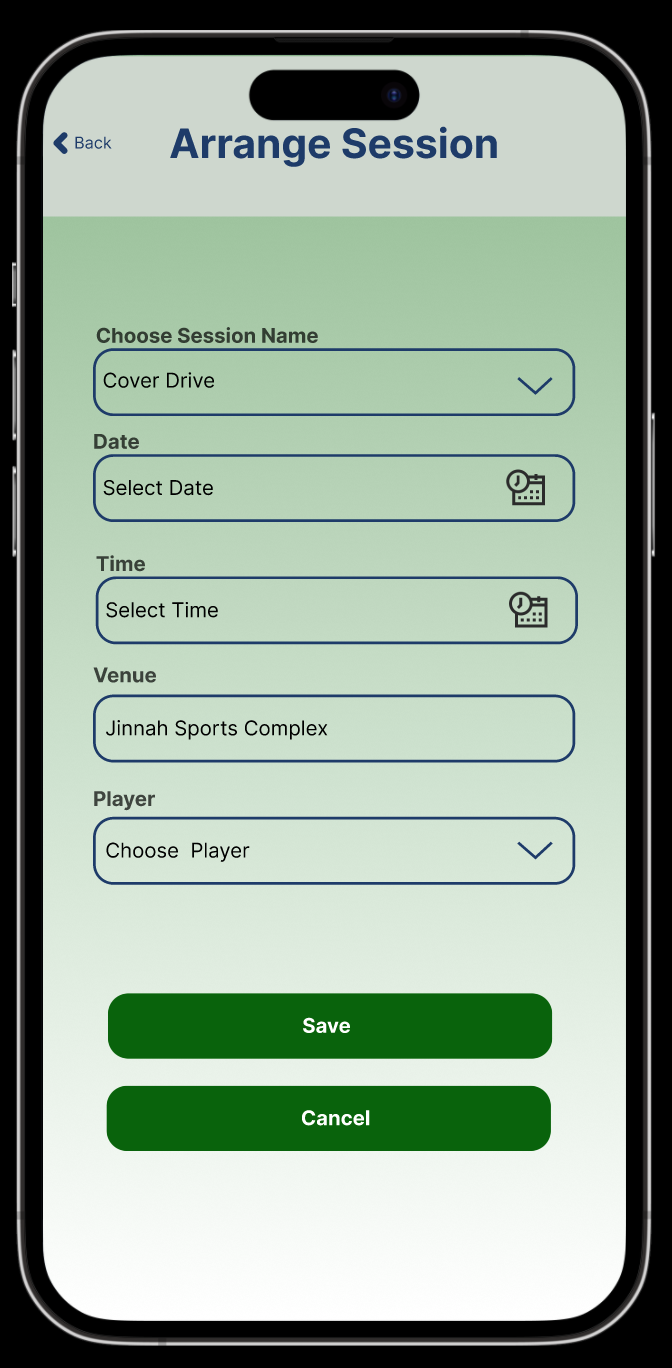 Back
Arrange Session
Choose Session Name
Cover Drive
Date
Select Date
Time
Select Time
Venue
Jinnah Sports Complex
Player
Choose  Player
Save
Cancel